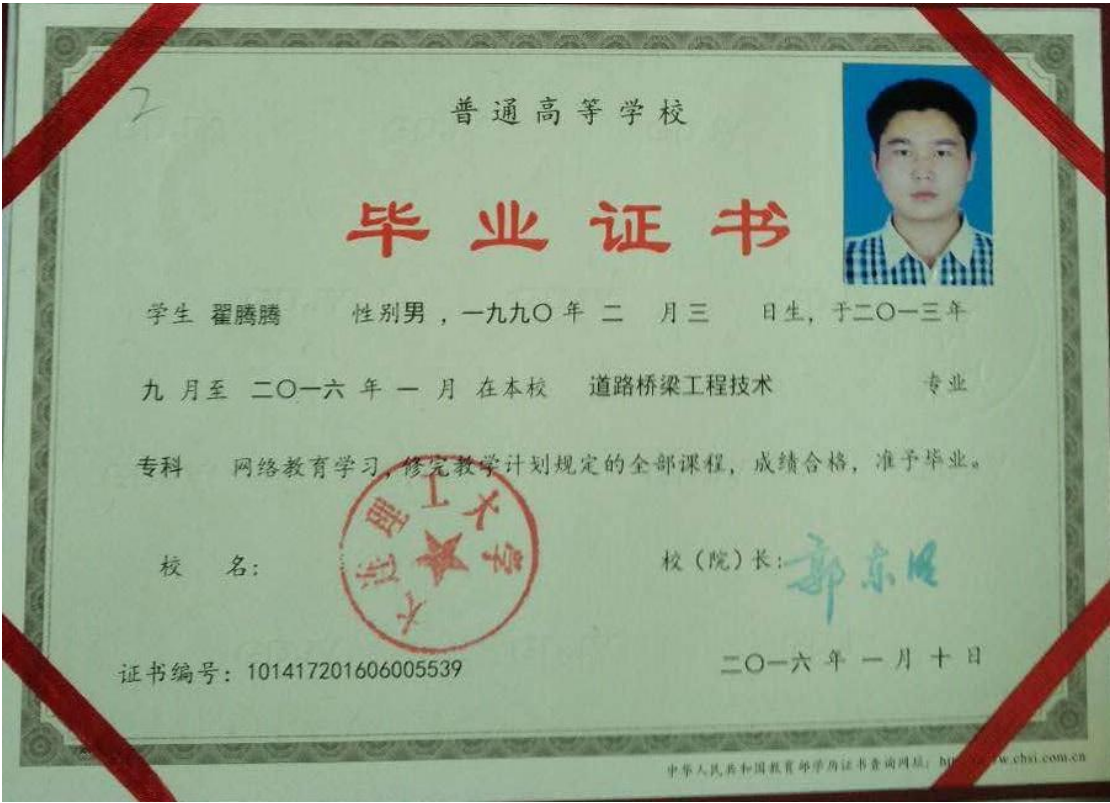 2
普通高等学校
毕业证书
学生 翟腾腾 性别男，一九九〇年 二 月三 日生，于二〇一三年
九 月至 二〇一六 年 一 月 在本校 道路桥梁工程技术 专业
专科 网络教育学习，修完教学计划规定的全部课程，成绩合格，准予毕业。
大连理工大学
校 名： 校（院）长：郭东明
证书编号：101417201606005539 二〇一六 年 一 月 十 日
中华人民共和国教育部学历证书查询网址：w.chsi.com.cn